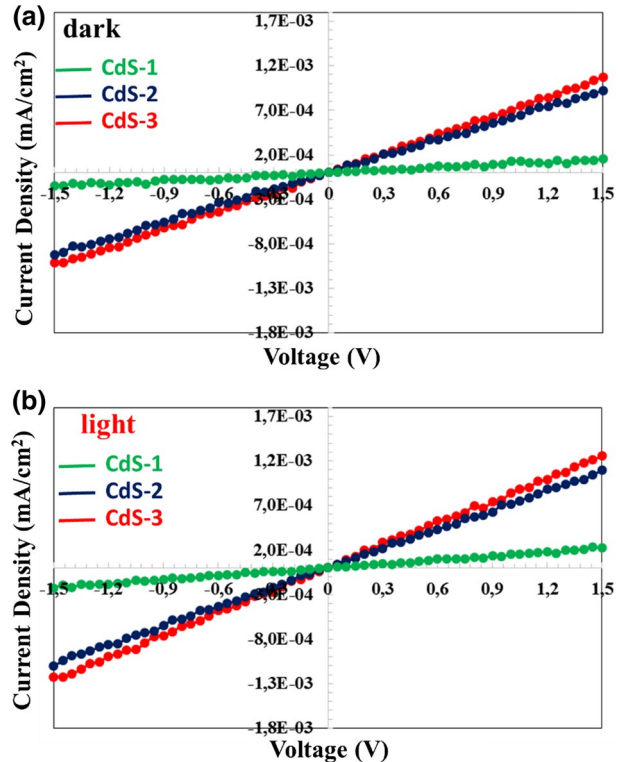 (a)
dark
CdS-1
CdS-2
CdS-3
Current Density (mA/cm²)
1,7E-03
1,2E-03
7,0E-04
2,0E-04
-3,0E-04
-8,0E-04
-1,3E-03
-1,8E-03
-1,5 -1,2 -0,9 -0,6 -0,3 0 0,3 0,6 0,9 1,2 1,5
Voltage (V)
(b)
light
CdS-1
CdS-2
CdS-3
Current Density (mA/cm²)
1,7E-03
1,2E-03
7,0E-04
2,0E-04
-3,0E-04
-8,0E-04
-1,3E-03
-1,8E-03
-1,5 -1,2 -0,9 -0,6 -0,3 0 0,3 0,6 0,9 1,2 1,5
Voltage (V)